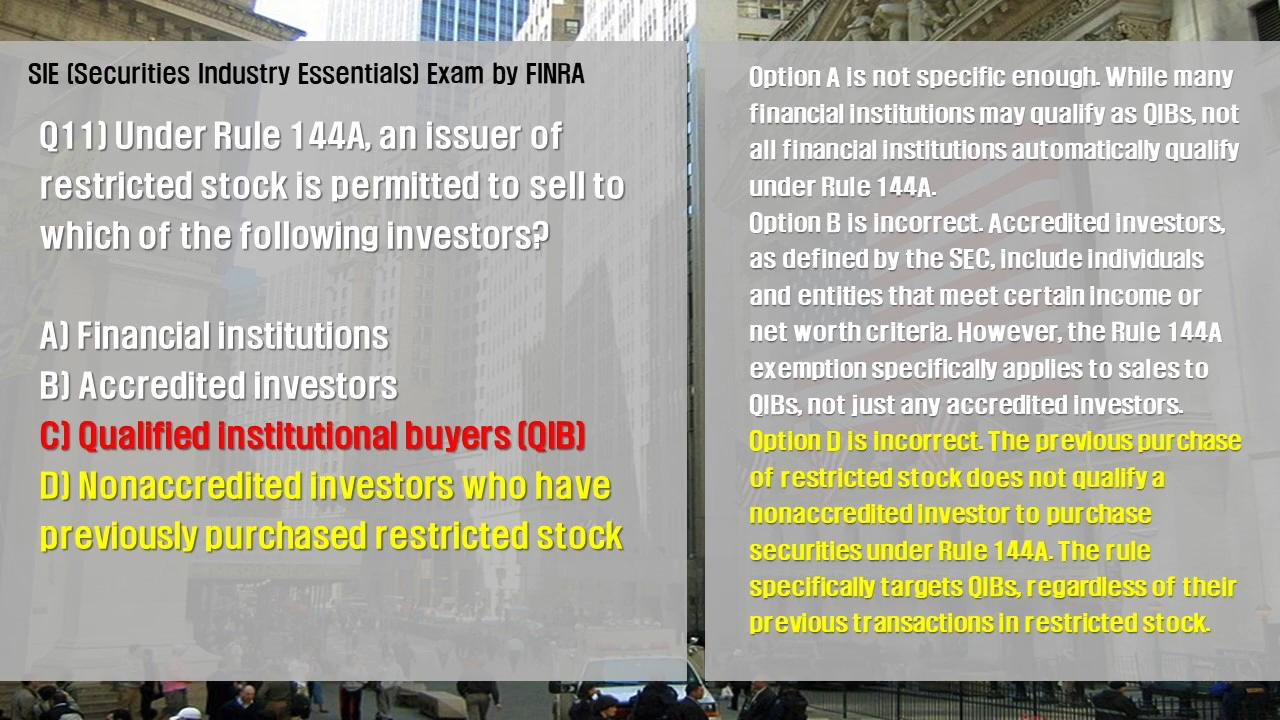 SIE (Securities Industry Essentials) Exam by FINRA
Q11) Under Rule 144A, an issuer of
restricted stock is permitted to sell to
which of the following investors?
A) Financial institutions
B) Accredited investors
C) Qualified institutional buyers (QIB)
D) Nonaccredited investors who have
previously purchased restricted stock
Option A is not specific enough. While many
financial institutions may qualify as QIBs, not
all financial institutions automatically qualify
under Rule 144A.
Option B is incorrect. Accredited investors,
as defined by the SEC, include individuals
and entities that meet certain income or
net worth criteria. However, the Rule 144A
exemption specifically applies to sales to
QIBs, not just any accredited investors.
Option D is incorrect. The previous purchase
of restricted stock does not qualify a
nonaccredited investor to purchase
securities under Rule 144A. The rule
specifically targets QIBs, regardless of their
previous transactions in restricted stock.